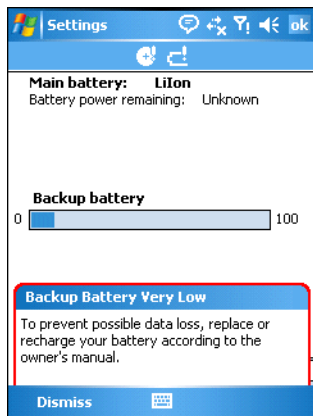 Settings ok
Main battery: LiIon
Battery power remaining: Unknown
Backup battery
0 100
Backup Battery Very Low
To prevent possible data loss, replace or
recharge your battery according to the
owner's manual.
Dismiss